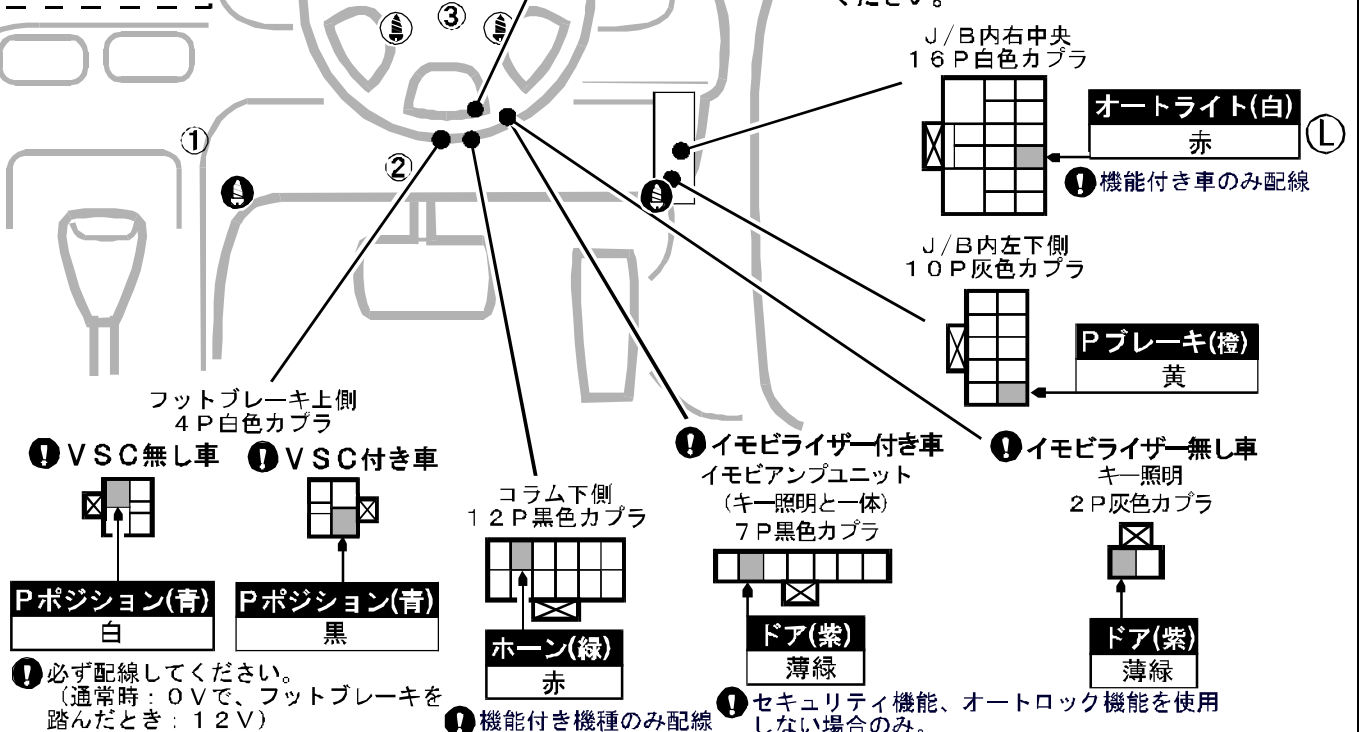 ください。
③
J/B内右中央
16P白色カプラ
オートライト(白)
赤
Ⓛ
!機能付き車のみ配線
①
②
J/B内左下側
10P灰色カプラ
Pブレーキ(橙)
黄
フットブレーキ上側
4P白色カプラ
!VSC無し車
!VSC付き車
Pポジション(青)
白
Pポジション(青)
黒
!必ず配線してください。
(通常時:0Vで、フットブレーキを
踏んだとき:12V)
コラム下側
12P黒色カプラ
ホーン(緑)
赤
!機能付き機種のみ配線
!イモビライザー付き車
イモビアンプユニット
(キー照明と一体)
7P黒色カプラ
ドア(紫)
薄緑
!イモビライザー無し車
キー照明
2P灰色カプラ
ドア(紫)
薄緑
!セキュリティ機能、オートロック機能を使用
しない場合のみ。